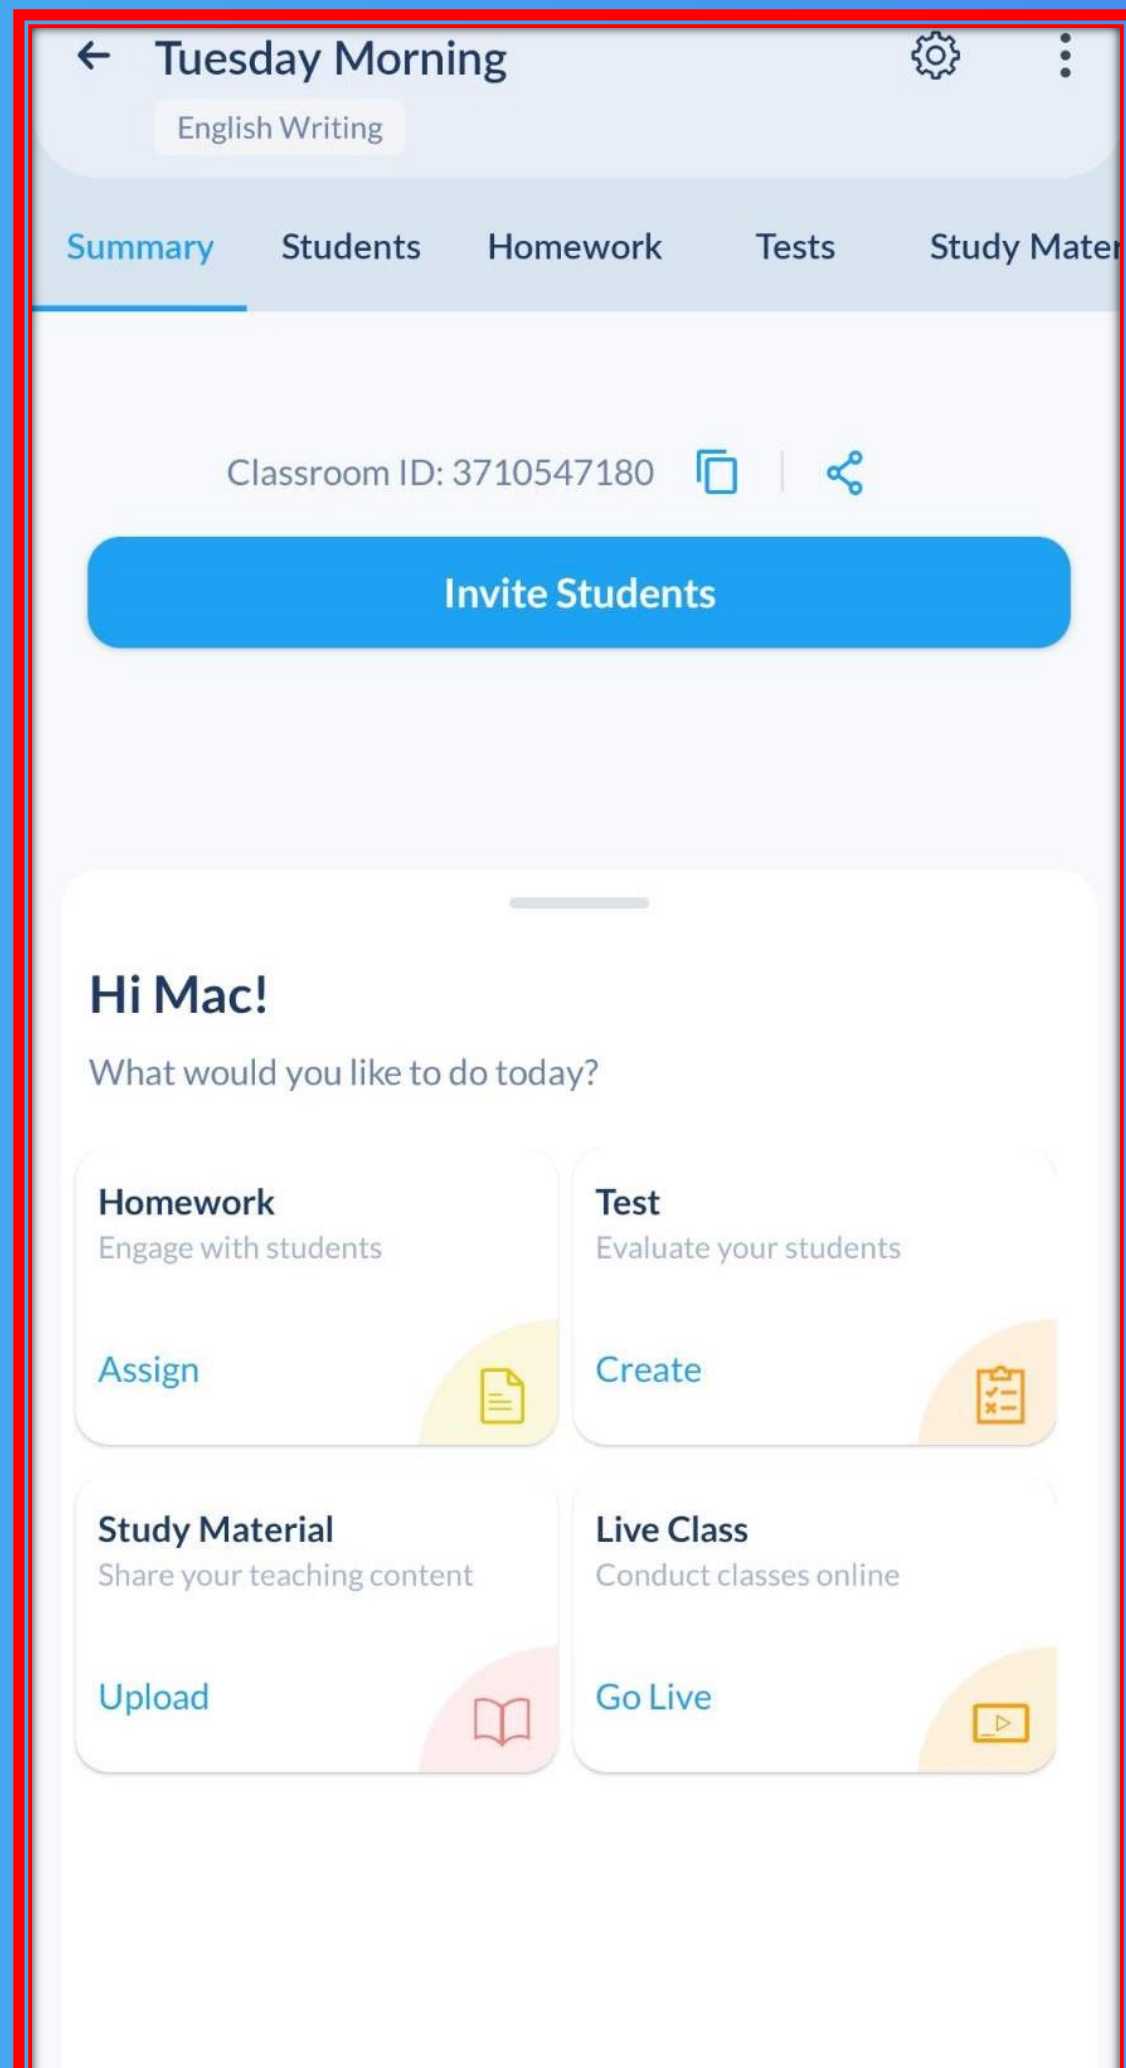 Tuesday Morning
English Writing
Summary Students Homework Tests Study Mater
Classroom ID: 3710547180
Invite Students
Hi Mac!
What would you like to do today?
Homework
Engage with students
Assign
Test
Evaluate your students
Create
Study Material
Share your teaching content
Upload
Live Class
Conduct classes online
Go Live